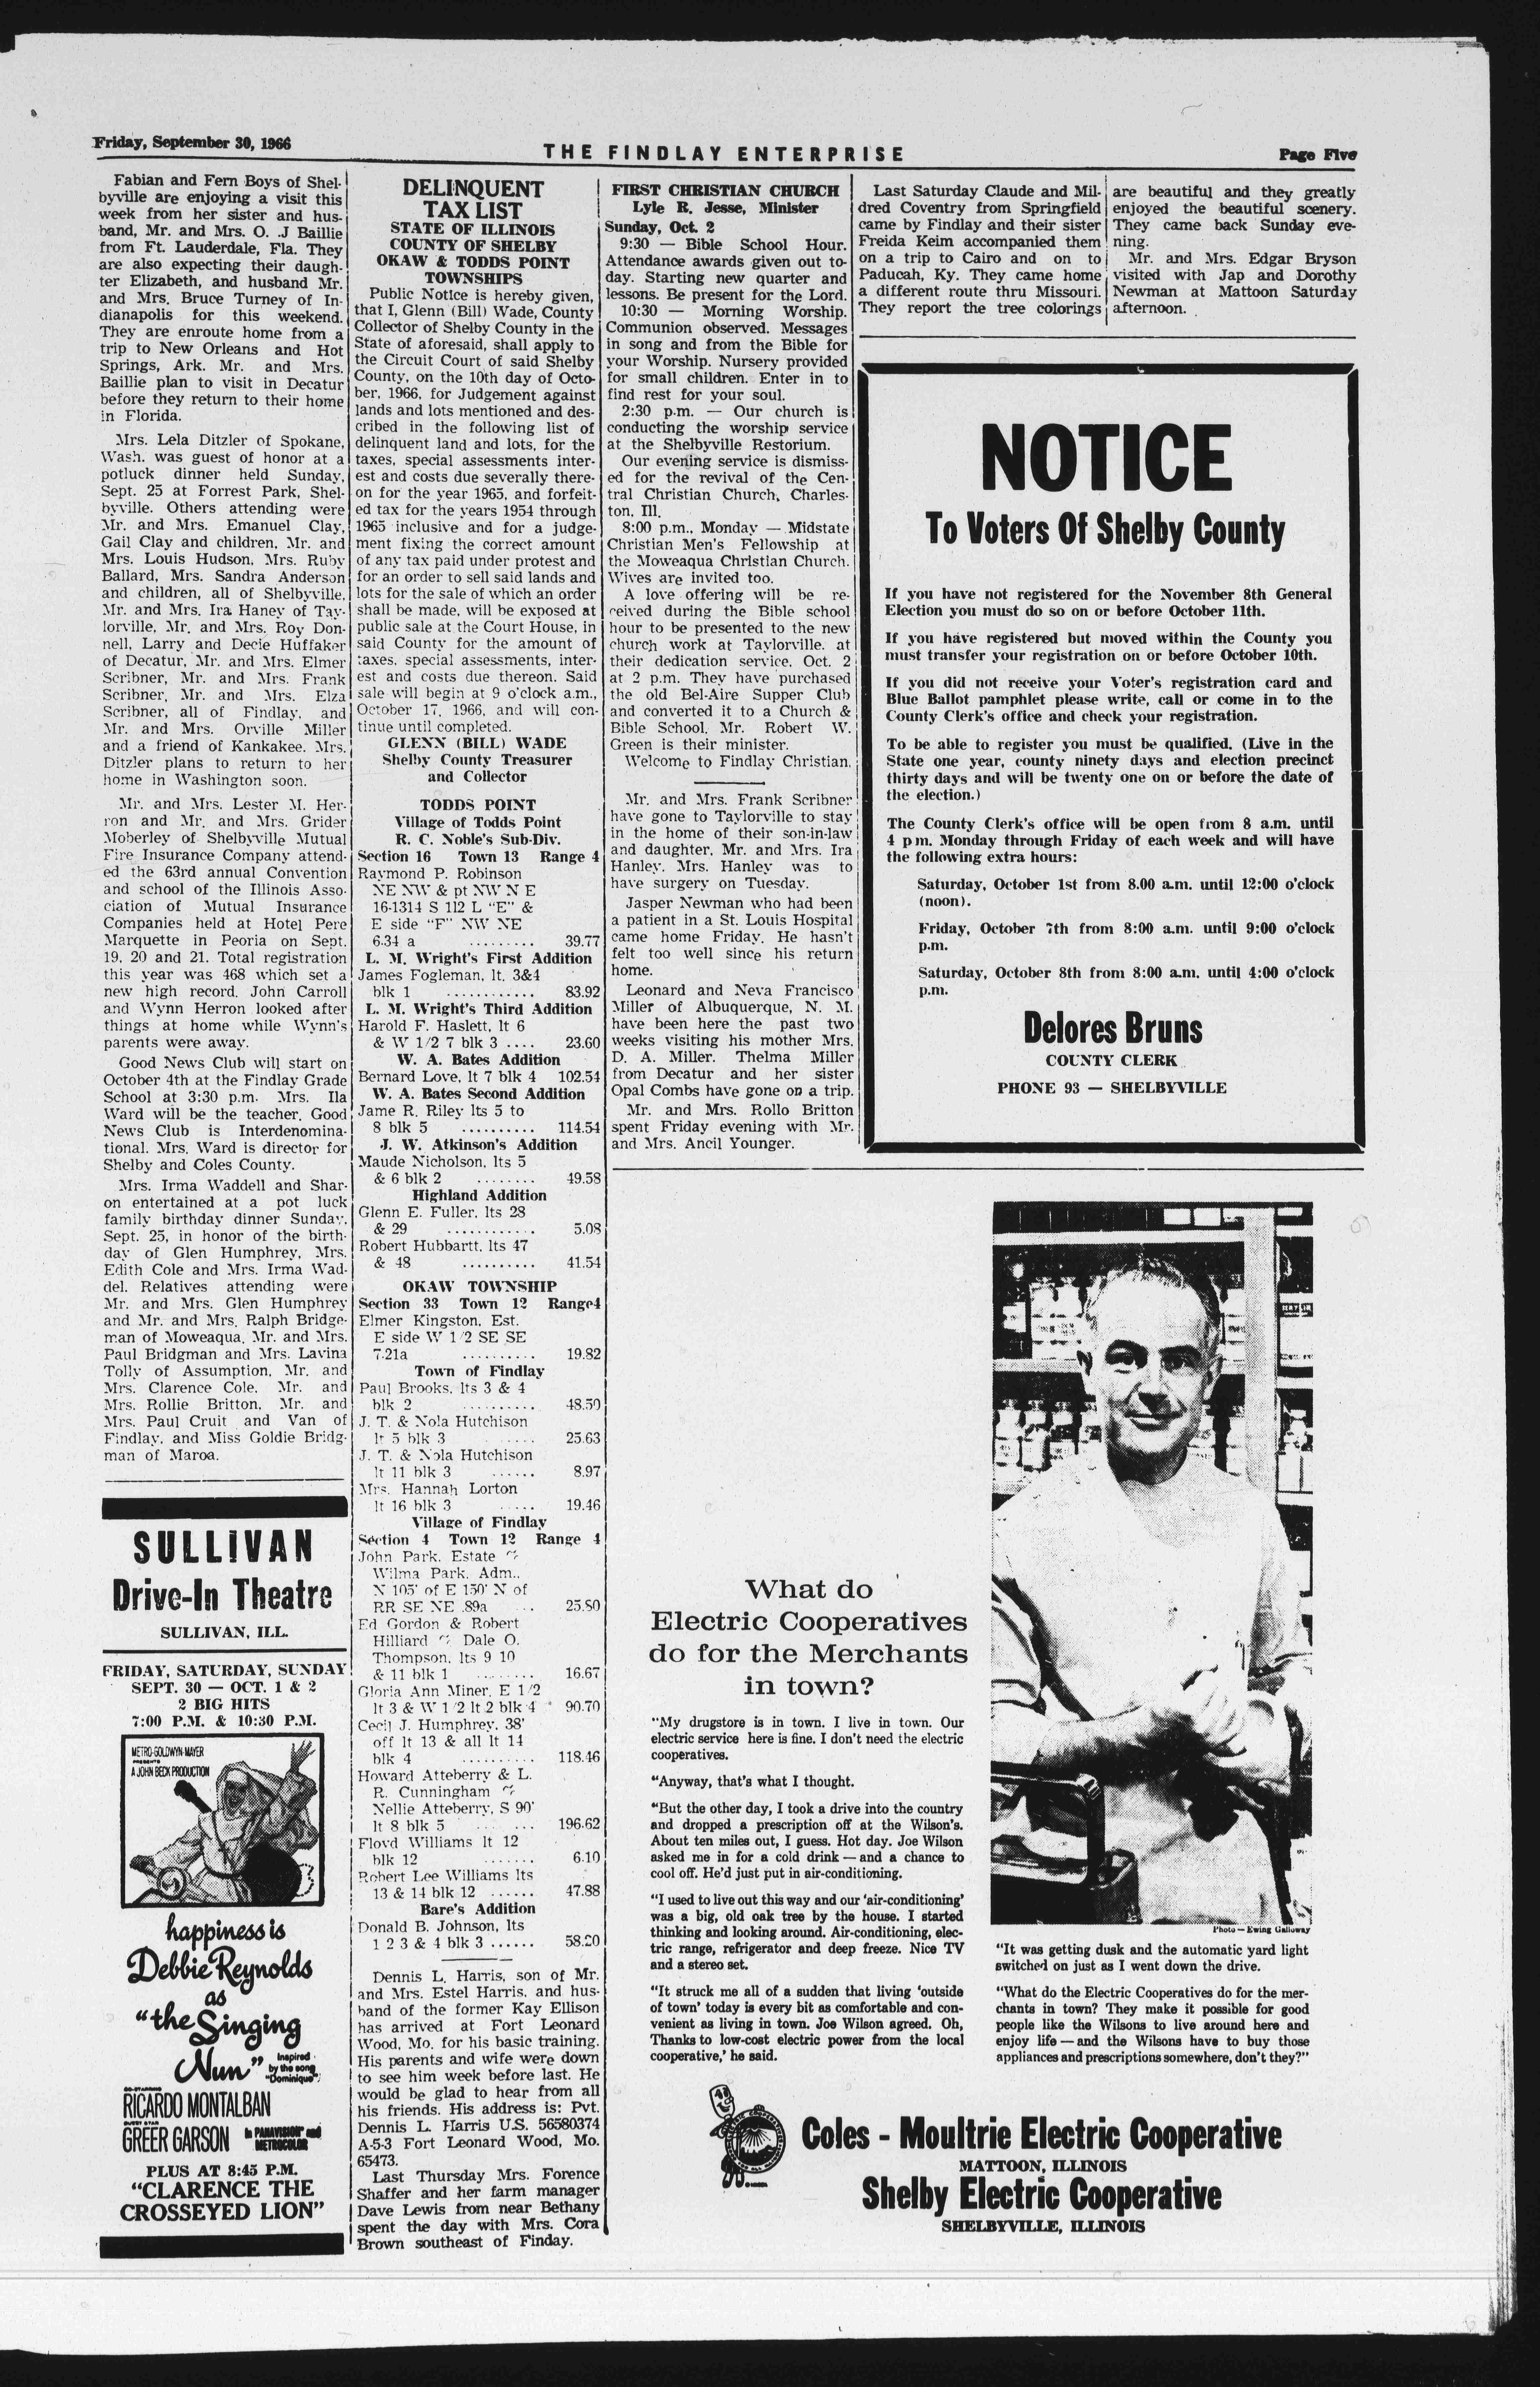 Friday, September 30, 1966
THE FINDLAY ENTERPRISE
Page Five
Fabian and Fern Boys of Shel-
byville are enjoying a visit this
week from her sister and hus-
band, Mr. and Mrs. O. .J Baillie
from Ft. Lauderdale, Fla. They
are also expecting their daugh-
ter Elizabeth, and husband Mr.
and Mrs. Bruce Turney of In-
dianapolis for this weekend.
They are enroute home from a
trip to New Orleans and Hot
Springs, Ark. Mr. and Mrs.
Baillie plan to visit in Decatur
before they return to their home
in Florida.
Mrs. Lela Ditzler of Spokane,
Wash. was guest of honor at a
potluck dinner held Sunday,
Sept. 25 at Forrest Park, Shel-
byville. Others attending were
Mr. and Mrs. Emanuel Clay,
Gail Clay and children, Mr. and
Mrs. Louis Hudson, Mrs. Ruby
Ballard, Mrs. Sandra Anderson
and children, all of Shelbyville,
Mr. and Mrs. Ira Haney of Tay-
lorville, Mr. and Mrs. Roy Don-
nell, Larry and Decie Huffaker
of Decatur, Mr. and Mrs. Elmer
Scribner, Mr. and Mrs. Frank
Scribner, Mr. and Mrs. Elza
Scribner, all of Findlay, and
Mr. and Mrs. Orville Miller
and a friend of Kankakee. Mrs.
Ditzler plans to return to her
home in Washington soon.
Mr. and Mrs. Lester M. Her-
ron and Mr. and Mrs. Grider
Moberley of Shelbyville Mutual
Fire Insurance Company attend-
ed the 63rd annual Convention
and school of the Illinois Asso-
ciation of Mutual Insurance
Companies held at Hotel Pere
Marquette in Peoria on Sept.
19, 20 and 21. Total registration
this year was 468 which set a
new high record. John Carroll
and Wynn Herron looked after
things at home while Wynn's
parents were away.
Good News Club will start on
October 4th at the Findlay Grade
School at 3:30 p.m. Mrs. Ila
Ward will be the teacher. Good
News Club is Interdenomina-
tional. Mrs. Ward is director for
Shelby and Coles County.
Mrs. Irma Waddell and Shar-
on entertained at a pot luck
family birthday dinner Sunday,
Sept. 25, in honor of the birth-
day of Glen Humphrey, Mrs.
Edith Cole and Mrs. Irma Wad-
del. Relatives attending were
Mr. and Mrs. Glen Humphrey
and Mr. and Mrs. Ralph Bridge-
man of Moweaqua, Mr. and Mrs.
Paul Bridgman and Mrs. Lavina
Tolly of Assumption, Mr. and
Mrs. Clarence Cole, Mr. and
Mrs. Rollie Britton, Mr. and
Mrs. Paul Cruit and Van of
Findlay, and Miss Goldie Bridg-
man of Maroa.
SULLIVAN
Drive-In Theatre
SULLIVAN, ILL.
FRIDAY, SATURDAY, SUNDAY
SEPT. 30 — OCT. 1 & 2
2 BIG HITS
7:00 P.M. & 10:30 P.M.
METRO-GOLDWYN-MAYER
PRESENTS
A JOHN BECK PRODUCTION
happiness is
Debbie Reynolds
as
"the Singing
Nun"
Inspired
by the song
"Dominique"
CO-STARRING
RICARDO MONTALBAN
GUEST STAR
GREER GARSON
In PANAVISION and
METROCOLOR
PLUS AT 8:45 P.M.
"CLARENCE THE
CROSSEYED LION"
DELINQUENT
TAX LIST
STATE OF ILLINOIS
COUNTY OF SHELBY
OKAW & TODDS POINT
TOWNSHIPS
Public Notice is hereby given,
that I, Glenn (Bill) Wade, County
Collector of Shelby County in the
State of aforesaid, shall apply to
the Circuit Court of said Shelby
County, on the 10th day of Octo-
ber, 1966, for Judgement against
lands and lots mentioned and des-
cribed in the following list of
delinquent land and lots, for the
taxes, special assessments inter-
est and costs due severally there-
on for the year 1965, and forfeit-
ed tax for the years 1954 through
1965 inclusive and for a judge-
ment fixing the correct amount
of any tax paid under protest and
for an order to sell said lands and
lots for the sale of which an order
shall be made, will be exposed at
public sale at the Court House, in
said County for the amount of
taxes, special assessments, inter-
est and costs due thereon. Said
sale will begin at 9 o'clock a.m.,
October 17, 1966, and will con-
tinue until completed.
GLENN (BILL) WADE
Shelby County Treasurer
and Collector
TODDS POINT
Village of Todds Point
R. C. Noble's Sub-Div.
Section 16 Town 13 Range 4
Raymond P. Robinson
NE NW & pt NW N E
16-1314 S 112 L "E" &
E side "F" NW NE
6.34 a ......... 39.77
L. M. Wright's First Addition
James Fogleman, lt. 3&4
blk 1 ............ 83.92
L. M. Wright's Third Addition
Harold F. Haslett, lt 6
& W 1/2 7 blk 3 .... 23.60
W. A. Bates Addition
Bernard Love, lt 7 blk 4 102.54
W. A. Bates Second Addition
Jame R. Riley lts 5 to
8 blk 5 .......... 114.54
J. W. Atkinson's Addition
Maude Nicholson, lts 5
& 6 blk 2 ........ 49.58
Highland Addition
Glenn E. Fuller, lts 28
& 29 ............ 5.08
Robert Hubbartt, lts 47
& 48 .......... 41.54
OKAW TOWNSHIP
Section 33 Town 12 Range4
Elmer Kingston, Est.
E side W 1/2 SE SE
7.21a .......... 19.82
Town of Findlay
Paul Brooks, lts 3 & 4
blk 2 .......... 48.50
J. T. & Nola Hutchison
lt 5 blk 3 ..... 25.63
J. T. & Nola Hutchison
lt 11 blk 3 ...... 8.97
Mrs. Hannah Lorton
lt 16 blk 3 ..... 19.46
Village of Findlay
Section 4 Town 12 Range 4
John Park, Estate %
Wilma Park, Adm.,
N 105' of E 150' N of
RR SE NE .89a .. 25.80
Ed Gordon & Robert
Hilliard % Dale O.
Thompson, lts 9 10
& 11 blk 1 ........ 16.67
Gloria Ann Miner, E 1/2
lt 3 & W 1/2 lt 2 blk 4 90.70
Cecil J. Humphrey, 38'
off lt 13 & all lt 14
blk 4 .......... 118.46
Howard Atteberry & L.
R. Cunningham %
Nellie Atteberry, S 90'
lt 8 blk 5 ... ... 196.62
Floyd Williams lt 12
blk 12 ....... 6.10
Robert Lee Williams lts
13 & 14 blk 12 ...... 47.88
Bare's Addition
Donald B. Johnson, lts
1 2 3 & 4 blk 3 ...... 58.20
Dennis L. Harris, son of Mr.
and Mrs. Estel Harris, and hus-
band of the former Kay Ellison
has arrived at Fort Leonard
Wood, Mo. for his basic training.
His parents and wife were down
to see him week before last. He
would be glad to hear from all
his friends. His address is: Pvt.
Dennis L. Harris U.S. 56580374
A-5-3 Fort Leonard Wood, Mo.
65473.
Last Thursday Mrs. Forence
Shaffer and her farm manager
Dave Lewis from near Bethany
spent the day with Mrs. Cora
Brown southeast of Finday.
FIRST CHRISTIAN CHURCH
Lyle R. Jesse, Minister
Sunday, Oct. 2
9:30 — Bible School Hour.
Attendance awards given out to-
day. Starting new quarter and
lessons. Be present for the Lord.
10:30 — Morning Worship.
Communion observed. Messages
in song and from the Bible for
your Worship. Nursery provided
for small children. Enter in to
find rest for your soul.
2:30 p.m. — Our church is
conducting the worship service
at the Shelbyville Restorium.
Our evening service is dismiss-
ed for the revival of the Cen-
tral Christian Church, Charles-
ton, Ill.
8:00 p.m., Monday — Midstate
Christian Men's Fellowship at
the Moweaqua Christian Church.
Wives are invited too.
A love offering will be re-
ceived during the Bible school
hour to be presented to the new
church work at Taylorville, at
their dedication service, Oct. 2
at 2 p.m. They have purchased
the old Bel-Aire Supper Club
and converted it to a Church &
Bible School. Mr. Robert W.
Green is their minister.
Welcome to Findlay Christian.
Mr. and Mrs. Frank Scribner
have gone to Taylorville to stay
in the home of their son-in-law
and daughter, Mr. and Mrs. Ira
Hanley. Mrs. Hanley was to
have surgery on Tuesday.
Jasper Newman who had been
a patient in a St. Louis Hospital
came home Friday. He hasn't
felt too well since his return
home.
Leonard and Neva Francisco
Miller of Albuquerque, N. M.
have been here the past two
weeks visiting his mother Mrs.
D. A. Miller. Thelma Miller
from Decatur and her sister
Opal Combs have gone on a trip.
Mr. and Mrs. Rollo Britton
spent Friday evening with Mr.
and Mrs. Ancil Younger.
Last Saturday Claude and Mil-
dred Coventry from Springfield
came by Findlay and their sister
Freida Keim accompanied them
on a trip to Cairo and on to
Paducah, Ky. They came home
a different route thru Missouri.
They report the tree colorings
are beautiful and they greatly
enjoyed the beautiful scenery.
They came back Sunday eve-
ning.
Mr. and Mrs. Edgar Bryson
visited with Jap and Dorothy
Newman at Mattoon Saturday
afternoon.
NOTICE
To Voters Of Shelby County
If you have not registered for the November 8th General
Election you must do so on or before October 11th.
If you have registered but moved within the County you
must transfer your registration on or before October 10th.
If you did not receive your Voter's registration card and
Blue Ballot pamphlet please write, call or come in to the
County Clerk's office and check your registration.
To be able to register you must be qualified. (Live in the
State one year, county ninety days and election precinct
thirty days and will be twenty one on or before the date of
the election.)
The County Clerk's office will be open from 8 a.m. until
4 p m. Monday through Friday of each week and will have
the following extra hours:
Saturday, October 1st from 8.00 a.m. until 12:00 o'clock
(noon).
Friday, October 7th from 8:00 a.m. until 9:00 o'clock
p.m.
Saturday, October 8th from 8:00 a.m. until 4:00 o'clock
p.m.
Delores Bruns
COUNTY CLERK
PHONE 93 — SHELBYVILLE
What do
Electric Cooperatives
do for the Merchants
in town?
"My drugstore is in town. I live in town. Our
electric service here is fine. I don't need the electric
cooperatives.
"Anyway, that's what I thought.
"But the other day, I took a drive into the country
and dropped a prescription off at the Wilson's.
About ten miles out, I guess. Hot day. Joe Wilson
asked me in for a cold drink — and a chance to
cool off. He'd just put in air-conditioning.
"I used to live out this way and our 'air-conditioning'
was a big, old oak tree by the house. I started
thinking and looking around. Air-conditioning, elec-
tric range, refrigerator and deep freeze. Nice TV
and a stereo set.
"It struck me all of a sudden that living 'outside
of town' today is every bit as comfortable and con-
venient as living in town. Joe Wilson agreed. Oh,
Thanks to low-cost electric power from the local
cooperative,' he said.
Photo — Ewing Galloway
"It was getting dusk and the automatic yard light
switched on just as I went down the drive.
"What do the Electric Cooperatives do for the mer-
chants in town? They make it possible for good
people like the Wilsons to live around here and
enjoy life — and the Wilsons have to buy those
appliances and prescriptions somewhere, don't they?"
Coles - Moultrie Electric Cooperative
MATTOON, ILLINOIS
Shelby Electric Cooperative
SHELBYVILLE, ILLINOIS